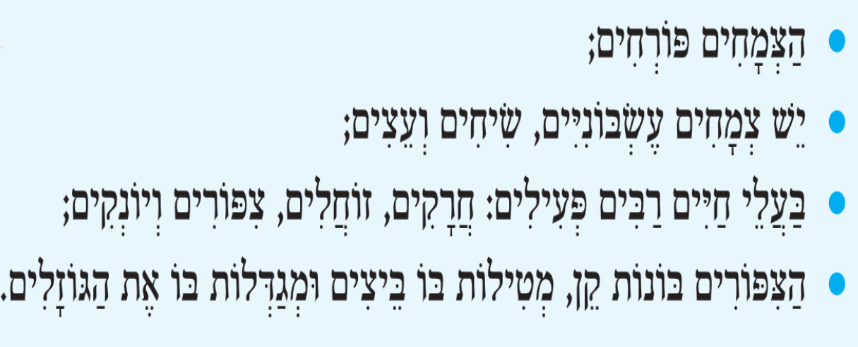 • הַצְּמָחִים פּוֹרְחִים;
• יֵשׁ צְמָחִים עֶשְׂבּוֹנִיִּים, שִׂיחִים וְעֵצִים;
• בַּעֲלֵי חַיִּים רַבִּים פְּעִילִים: חֲרָקִים, זוֹחֲלִים, צִפּוֹרִים וְיוֹנְקִים;
• הַצִּפּוֹרִים בּוֹנוֹת קֵן, מְטִילוֹת בּוֹ בֵּיצִים וּמְגַדְּלוֹת בּוֹ אֶת הַגּוֹזָלִים.